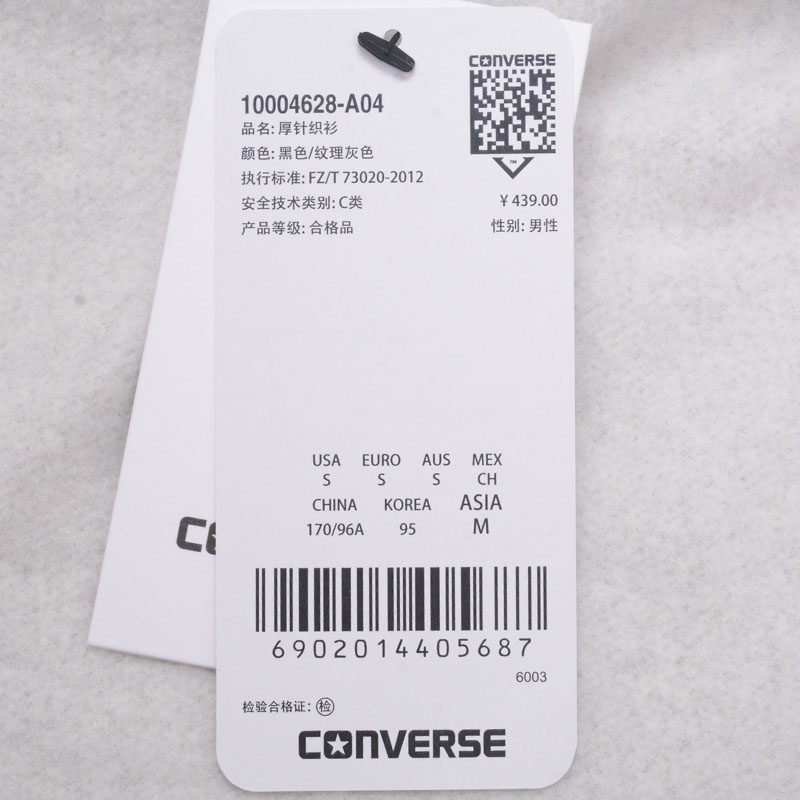 CONVERSE
10004628-A04
品名: 厚针织衫
颜色: 黑色/纹理灰色
执行标准: FZ/T 73020-2012
安全技术类别: C类
¥ 439.00
产品等级: 合格品
性别: 男性
™
USA EURO AUS MEX
S S S CH
CHINA KOREA ASIA
170/96A 95 M
6902014405687
6003
检验合格证: 检
CONVERSE